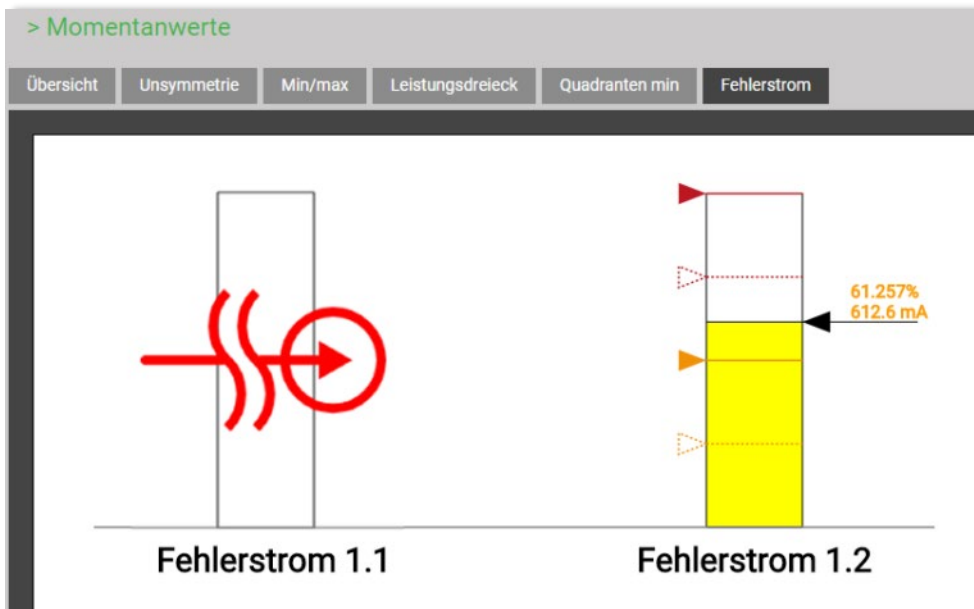 > Momentanwerte
Übersicht Unsymmetrie Min/max Leistungsdreieck Quadranten min Fehlerstrom
61.257%
612.6 mA
Fehlerstrom 1.1 Fehlerstrom 1.2